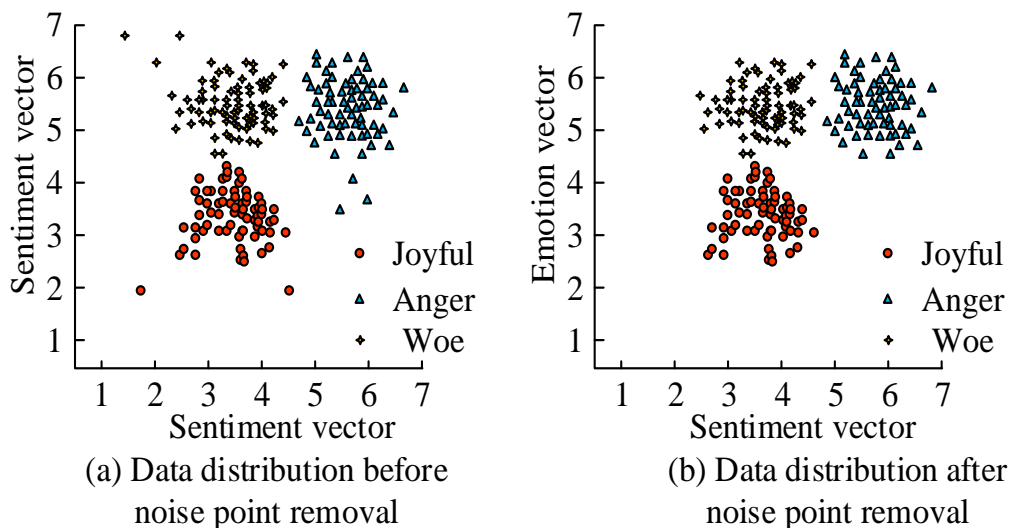 Sentiment vector
7
6
5
4
3
2
1
1 2 3 4 5 6 7
Joyful
Anger
Woe
Sentiment vector
(a) Data distribution before
noise point removal
Emotion vector
7
6
5
4
3
2
1
1 2 3 4 5 6 7
Joyful
Anger
Woe
Sentiment vector
(b) Data distribution after
noise point removal